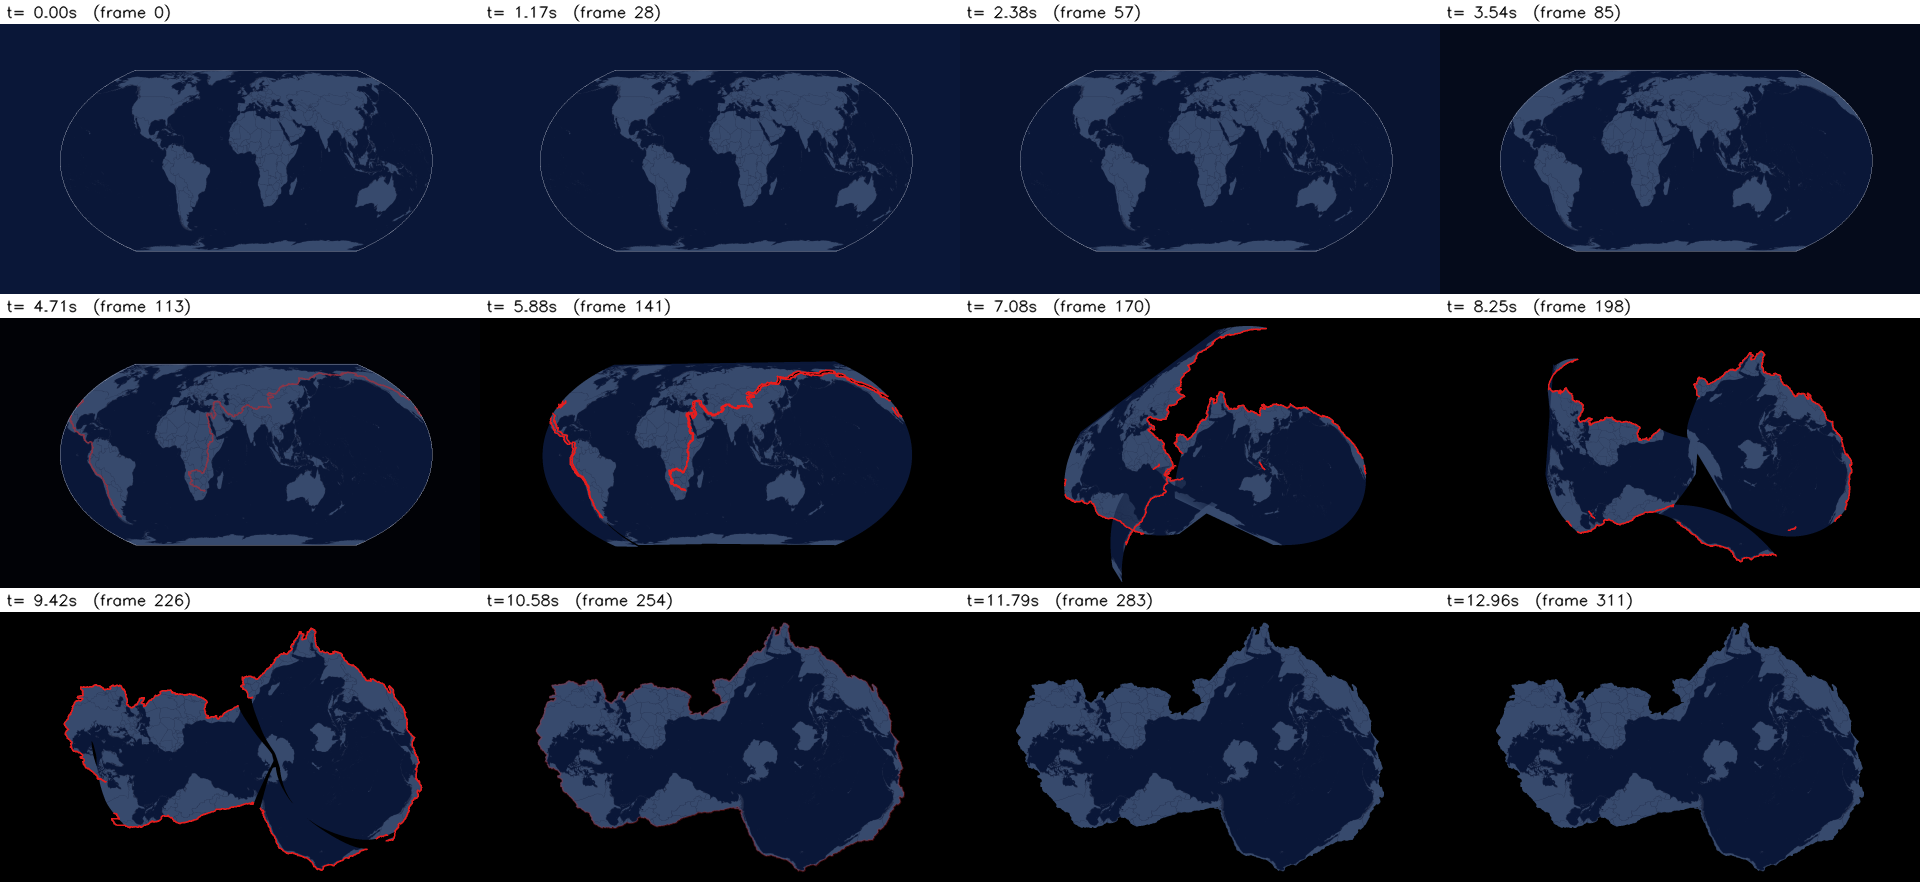 t= 0.00s (frame 0)
t= 1.17s (frame 28)
t= 2.38s (frame 57)
t= 3.54s (frame 85)
t= 4.71s (frame 113)
t= 5.88s (frame 141)
t= 7.08s (frame 170)
t= 8.25s (frame 198)
t= 9.42s (frame 226)
t=10.58s (frame 254)
t=11.79s (frame 283)
t=12.96s (frame 311)